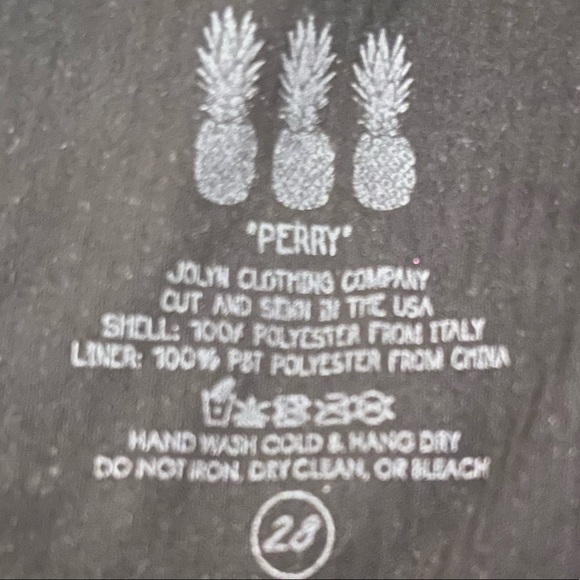 "PERRY"
JOLYN CLOTHING COMPANY
CUT AND SEWN IN THE USA
SHELL: 100% POLYESTER FROM ITALY
LINER: 100% PBT POLYESTER FROM CHINA
HAND WASH COLD & HANG DRY
DO NOT IRON, DRY CLEAN, OR BLEACH
28